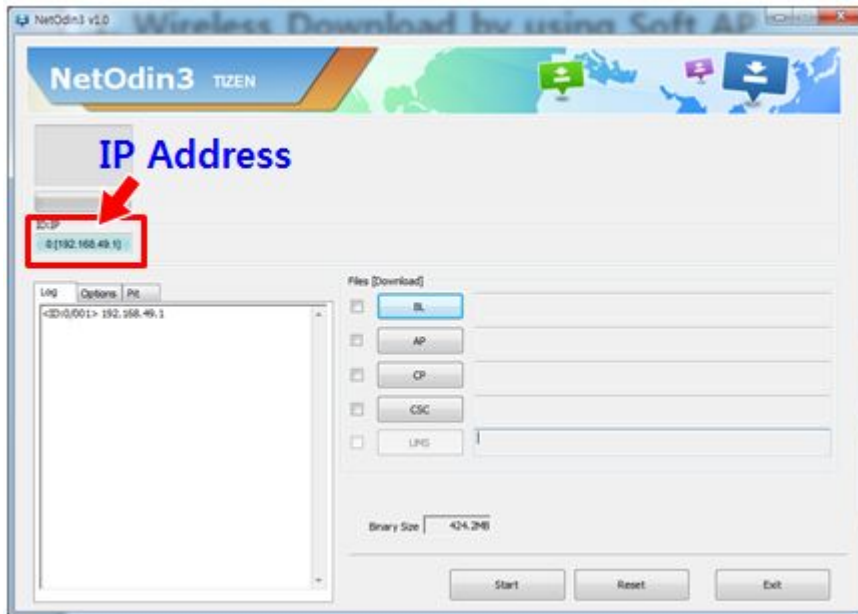 NetOdin3 v1.0
Wireless Download by using Soft AP
NetOdin3 TIZEN
IP Address
ID:IP
0:[192.168.49.1]
Log Options Pit
<ID:0/001> 192.168.49.1
Files [Download]
BL
AP
CP
CSC
UMS
Binary Size 424.2MB
Start Reset Exit